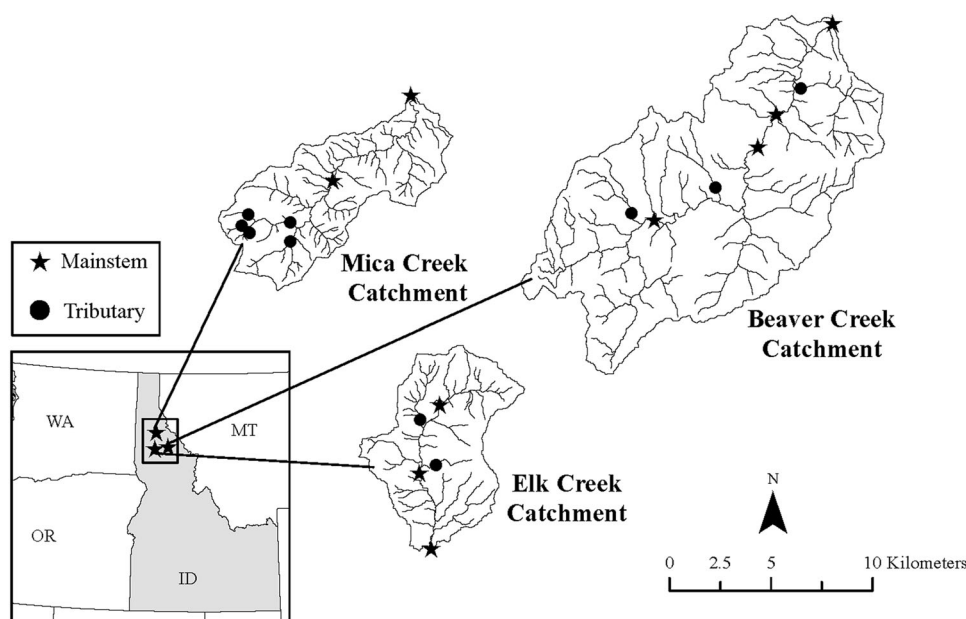 Mica Creek
Catchment
Beaver Creek
Catchment
Mainstem
Tributary
WA
MT
OR
ID
Elk Creek
Catchment
N
0 2.5 5 10 Kilometers